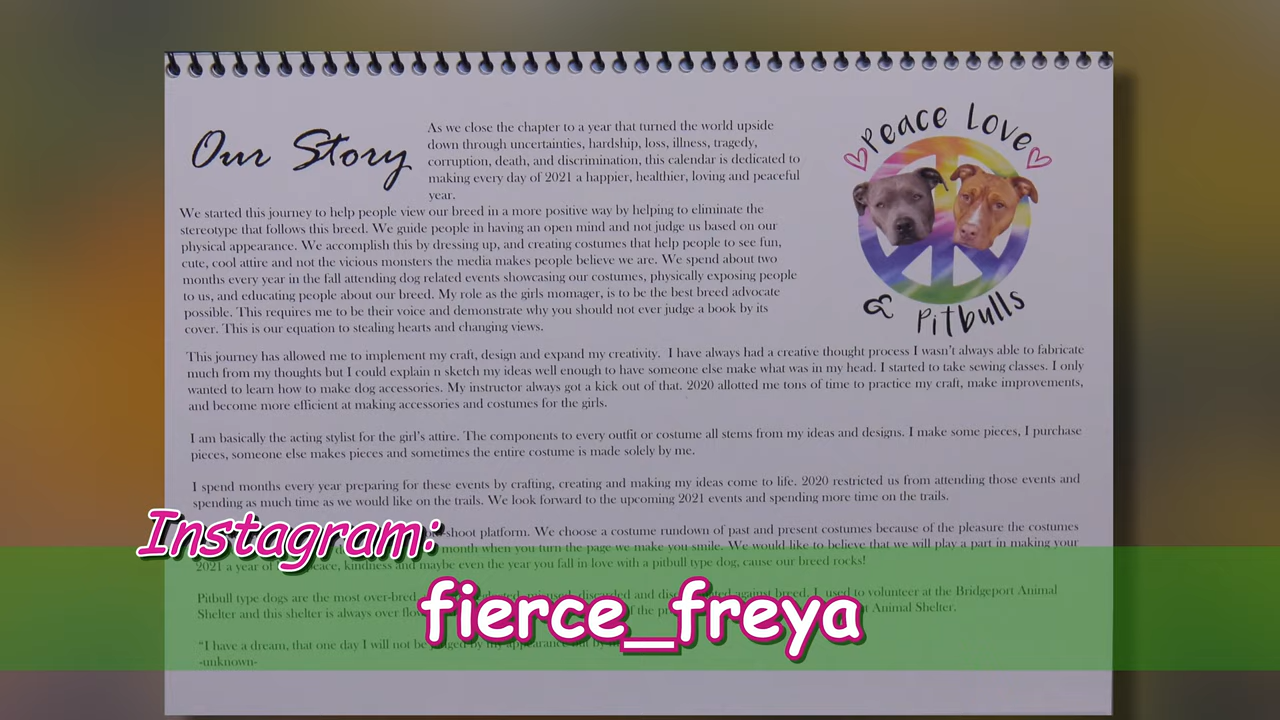 Our Story
As we close the chapter to a year that turned the world upside
down through uncertainties, hardship, loss, illness, tragedy,
corruption, death, and discrimination, this calendar is dedicated to
making every day of 2021 a happier, healthier, loving and peaceful
year.
Peace Love
& Pitbulls
We started this journey to help people view our breed in a more positive way by helping to eliminate the
stereotype that follows this breed. We guide people in having an open mind and not judge us based on our
physical appearance. We accomplish this by dressing up, and creating costumes that help people to see fun,
cute, cool attire and not the vicious monsters the media makes people believe we are. We spend about two
months every year in the fall attending dog related events showcasing our costumes, physically exposing people
to us, and educating people about our breed. My role as the girls momager, is to be the best breed advocate
possible. This requires me to be their voice and demonstrate why you should not ever judge a book by its
cover. This is our equation to stealing hearts and changing views.
This journey has allowed me to implement my craft, design and expand my creativity. I have always had a creative thought process I wasn't always able to fabricate
much from my thoughts but I could explain n sketch my ideas well enough to have someone else make what was in my head. I started to take sewing classes. I only
wanted to learn how to make dog accessories. My instructor always got a kick out of that. 2020 allotted me tons of time to practice my craft, make improvements,
and become more efficient at making accessories and costumes for the girls.
I am basically the acting stylist for the girl's attire. The components to every outfit or costume all stems from my ideas and designs. I make some pieces, I purchase
pieces, someone else makes pieces and sometimes the entire costume is made solely by me.
I spend months every year preparing for these events by crafting, creating and making my ideas come to life. 2020 restricted us from attending those events and
spending as much time as we would like on the trails. We look forward to the upcoming 2021 events and spending more time on the trails.
shoot platform. We choose a costume rundown of past and present costumes because of the pleasure the costumes
month when you turn the page we make you smile. We would like to believe that we will play a part in making your
2021 a year of peace, kindness and maybe even the year you fall in love with a pitbull type dog, cause our breed rocks!
Pitbull type dogs are the most over-bred, discarded and against breed. I used to volunteer at the Bridgeport Animal
Shelter and this shelter is always over of the Animal Shelter.
"I have a dream, that one day I will not be judged by my appearance but by
-unknown-
Instagram:
fierce_freya